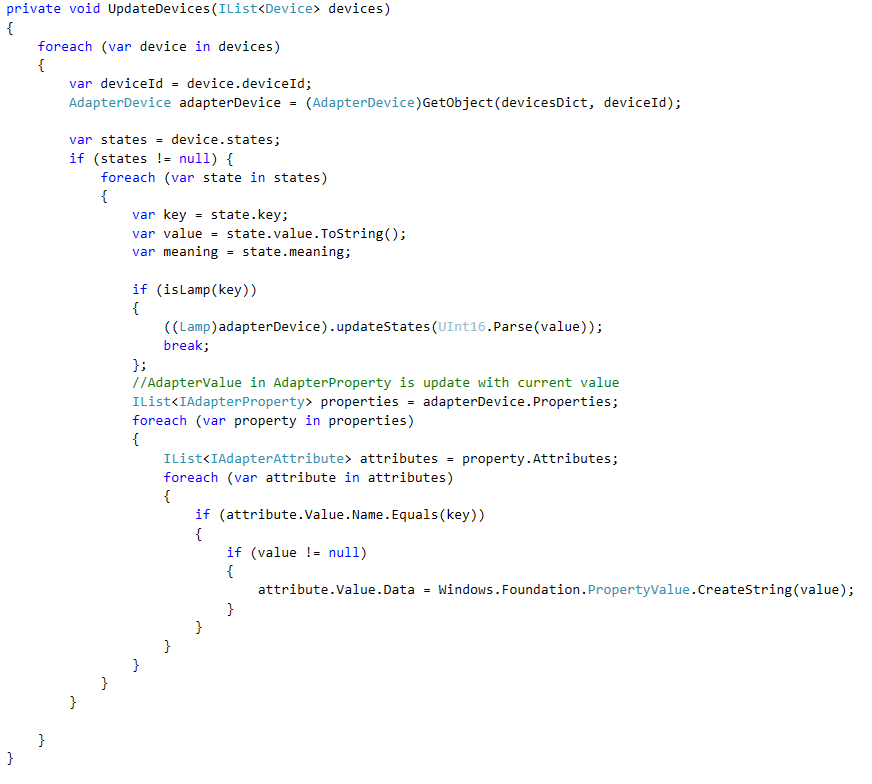 private void UpdateDevices(IList<Device> devices)
{
    foreach (var device in devices)
    {
        var deviceId = device.deviceId;
        AdapterDevice adapterDevice = (AdapterDevice)GetObject(devicesDict, deviceId);

        var states = device.states;
        if (states != null) {
            foreach (var state in states)
            {
                var key = state.key;
                var value = state.value.ToString();
                var meaning = state.meaning;

                if (isLamp(key))
                {
                    ((Lamp)adapterDevice).updateStates(UInt16.Parse(value));
                    break;
                };
                //AdapterValue in AdapterProperty is update with current value
                IList<IAdapterProperty> properties = adapterDevice.Properties;
                foreach (var property in properties)
                {
                    IList<IAdapterAttribute> attributes = property.Attributes;
                    foreach (var attribute in attributes)
                    {
                        if (attribute.Value.Name.Equals(key))
                        {
                            if (value != null)
                            {
                                attribute.Value.Data = Windows.Foundation.PropertyValue.CreateString(value);
                            }
                        }
                    }
                }
            }
        }

    }
}